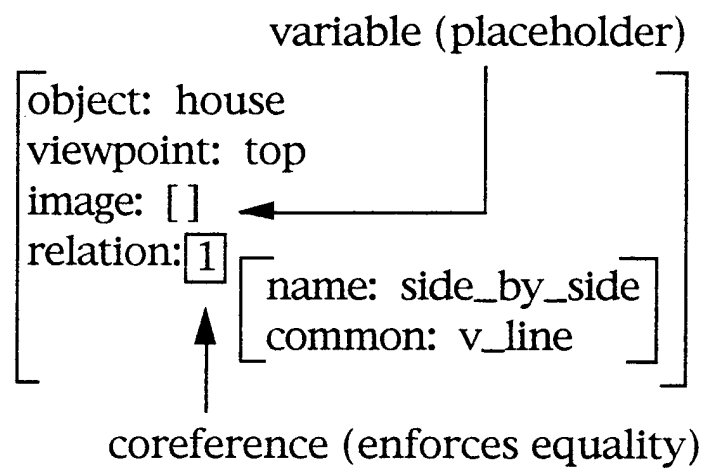 variable (placeholder)
object: house
viewpoint: top
image: []
relation: 1
name: side_by_side
common: v_line
coreference (enforces equality)